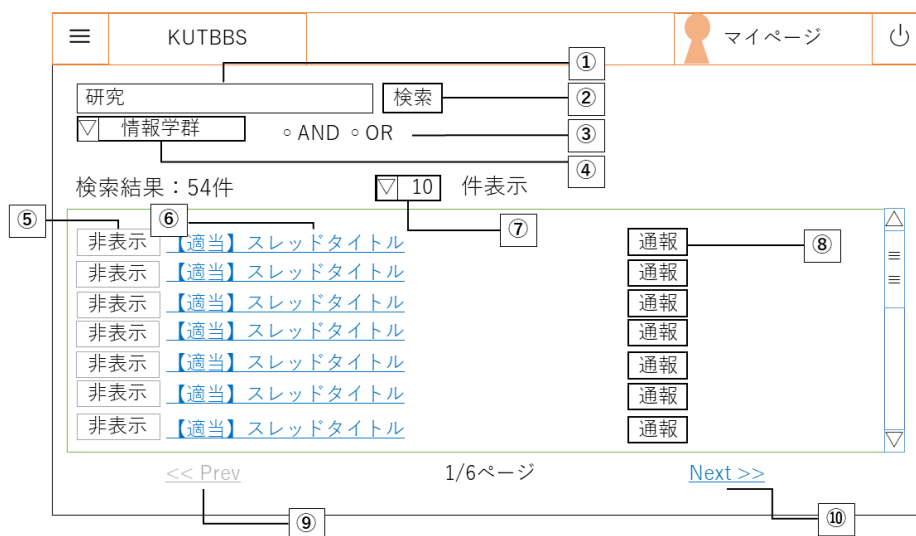 ≡ KUTBBS マイページ
①
研究 検索 ②
▽ 情報学群 ◦ AND ◦ OR ③
④
検索結果：54件 ▽ 10 件表示
⑤ ⑥ ⑦
非表示 【適当】スレッドタイトル 通報 ⑧
非表示 【適当】スレッドタイトル 通報
非表示 【適当】スレッドタイトル 通報
非表示 【適当】スレッドタイトル 通報
非表示 【適当】スレッドタイトル 通報
非表示 【適当】スレッドタイトル 通報
非表示 【適当】スレッドタイトル 通報
<< Prev 1/6ページ Next >>
⑨ ⑩